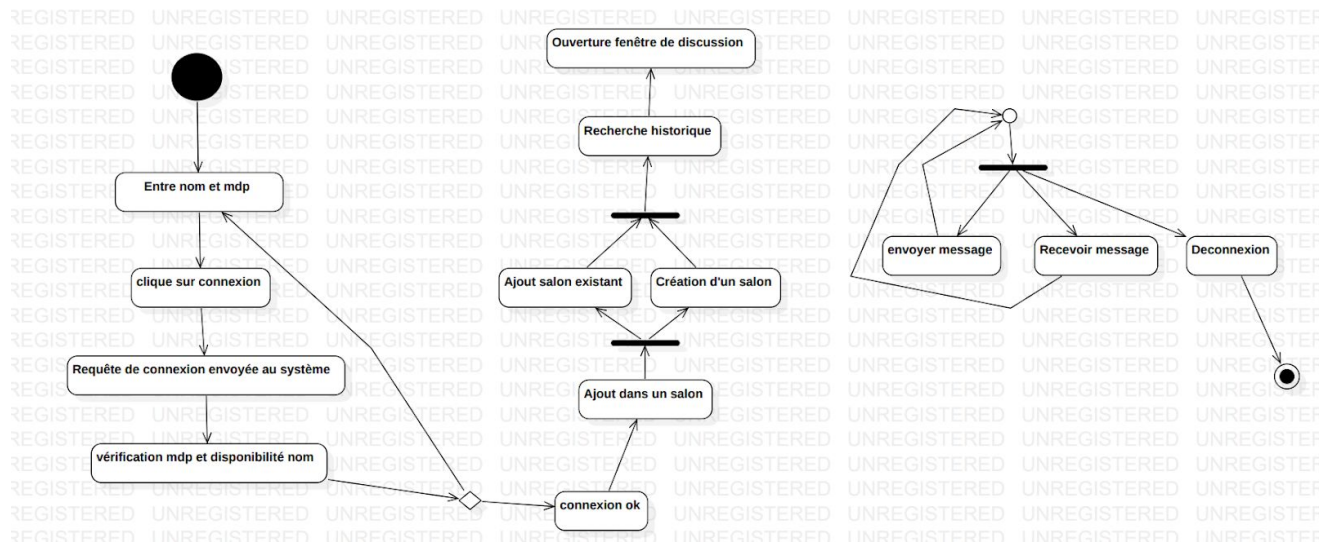 Entre nom et mdp
clique sur connexion
Requête de connexion envoyée au système
vérification mdp et disponibilité nom
connexion ok
Ajout dans un salon
Ajout salon existant
Création d'un salon
Recherche historique
Ouverture fenêtre de discussion
envoyer message
Recevoir message
Deconnexion
UNREGISTERED